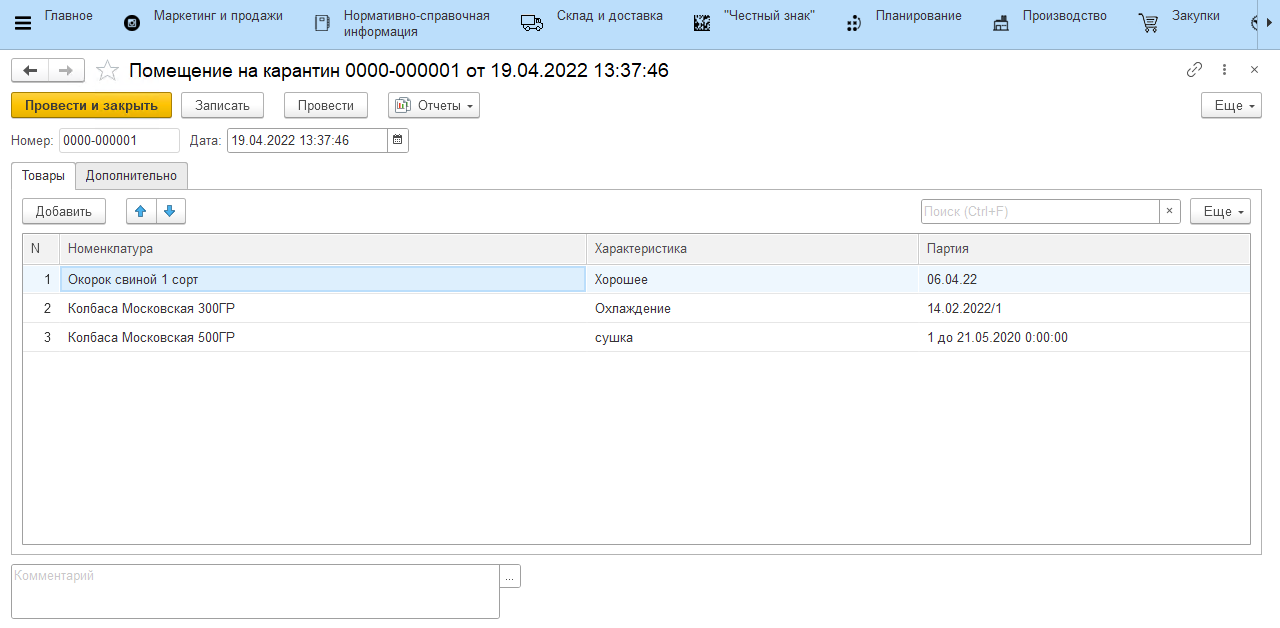 Главное
Маркетинг и продажи
Нормативно-справочная
информация
Склад и доставка
"Честный знак"
Планирование
Производство
Закупки
Помещение на карантин 0000-000001 от 19.04.2022 13:37:46
Провести и закрыть
Записать
Провести
Отчеты
Еще
Номер: 0000-000001 Дата: 19.04.2022 13:37:46
Товары
Дополнительно
Добавить
Поиск (Ctrl+F)
×
Еще
N Номенклатура Характеристика Партия
1 Окорок свиной 1 сорт Хорошее 06.04.22
2 Колбаса Московская 300ГР Охлаждение 14.02.2022/1
3 Колбаса Московская 500ГР сушка 1 до 21.05.2020 0:00:00
Комментарий
...